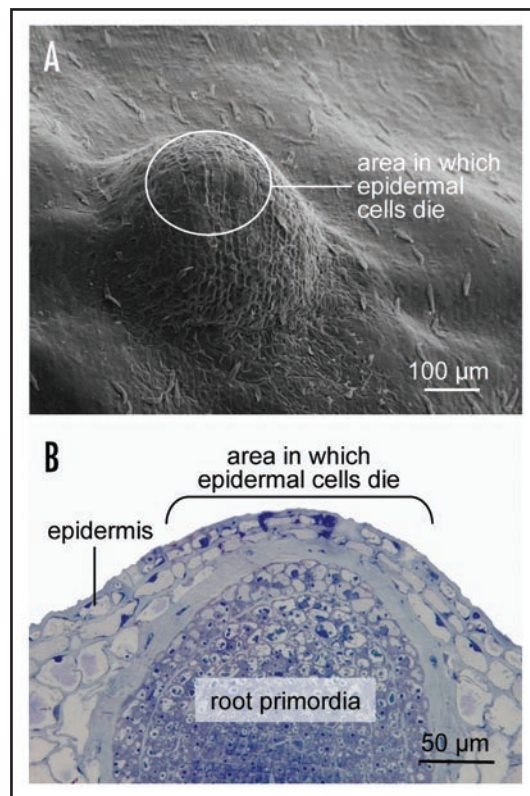 A
area in which
epidermal
cells die
100 µm
B
area in which
epidermal cells die
epidermis
root primordia
50 µm